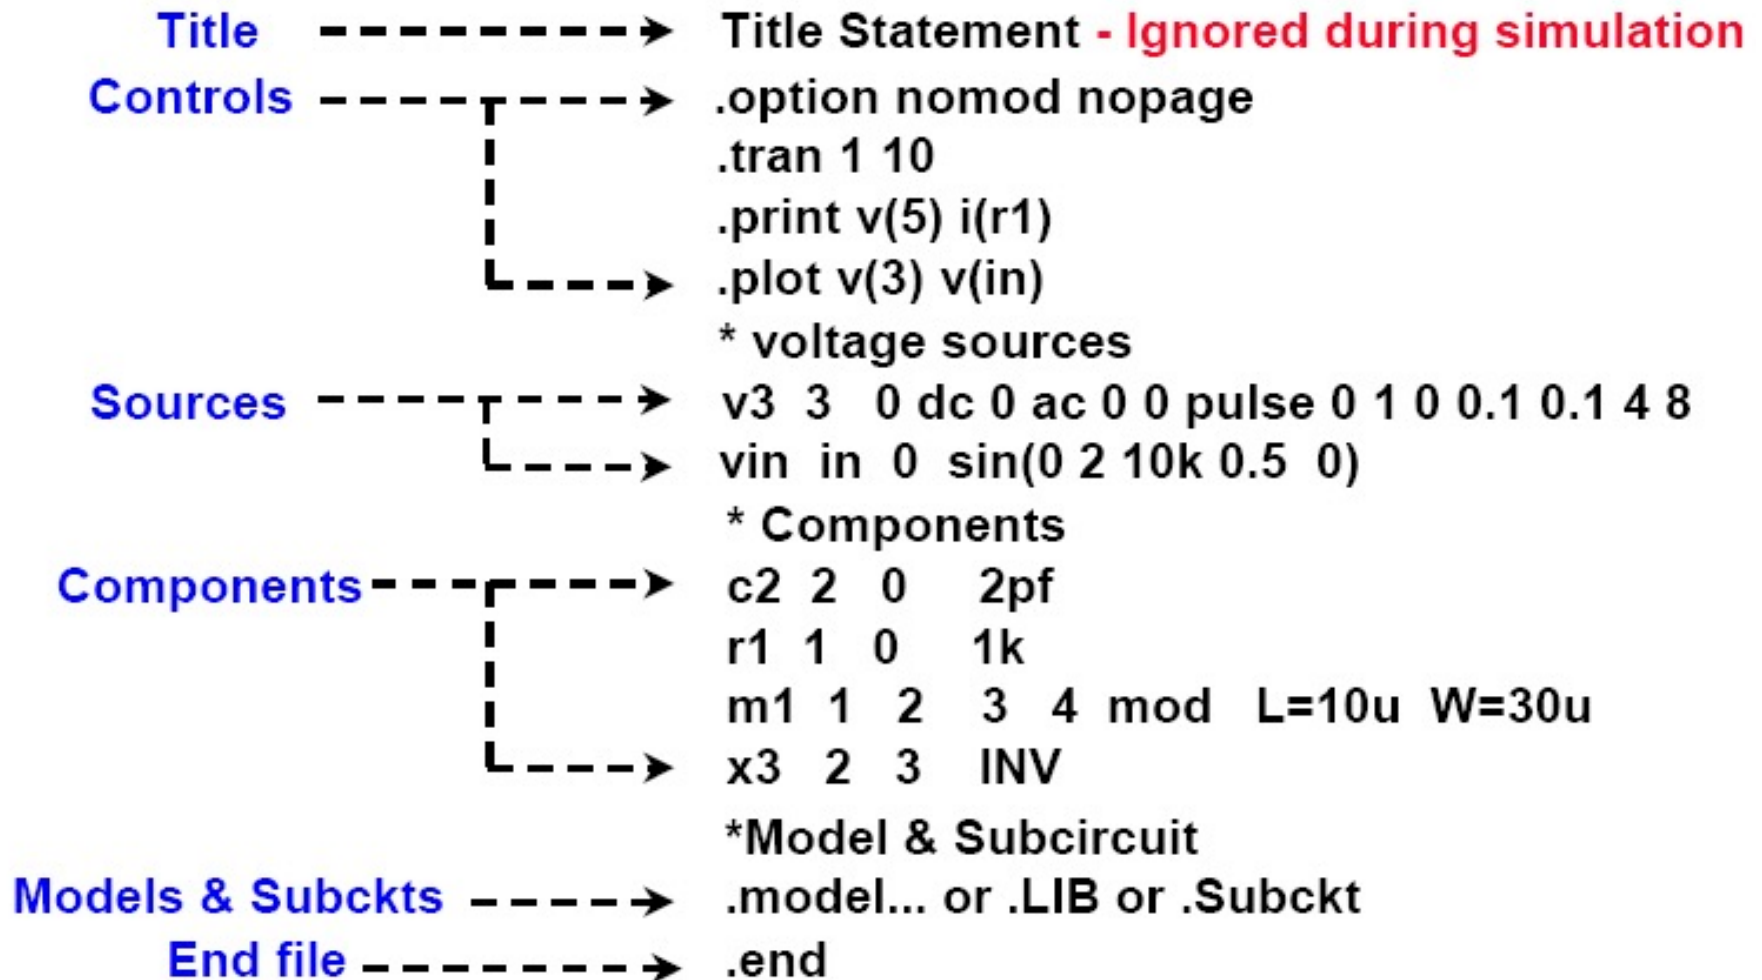 Title Title Statement - Ignored during simulation
Controls .option nomod nopage
.tran 1 10
.print v(5) i(r1)
.plot v(3) v(in)
* voltage sources
Sources v3 3 0 dc 0 ac 0 0 pulse 0 1 0 0.1 0.1 4 8
vin in 0 sin(0 2 10k 0.5 0)
* Components
Components c2 2 0 2pf
r1 1 0 1k
m1 1 2 3 4 mod L=10u W=30u
x3 2 3 INV
*Model & Subcircuit
Models & Subckts .model... or .LIB or .Subckt
End file .end